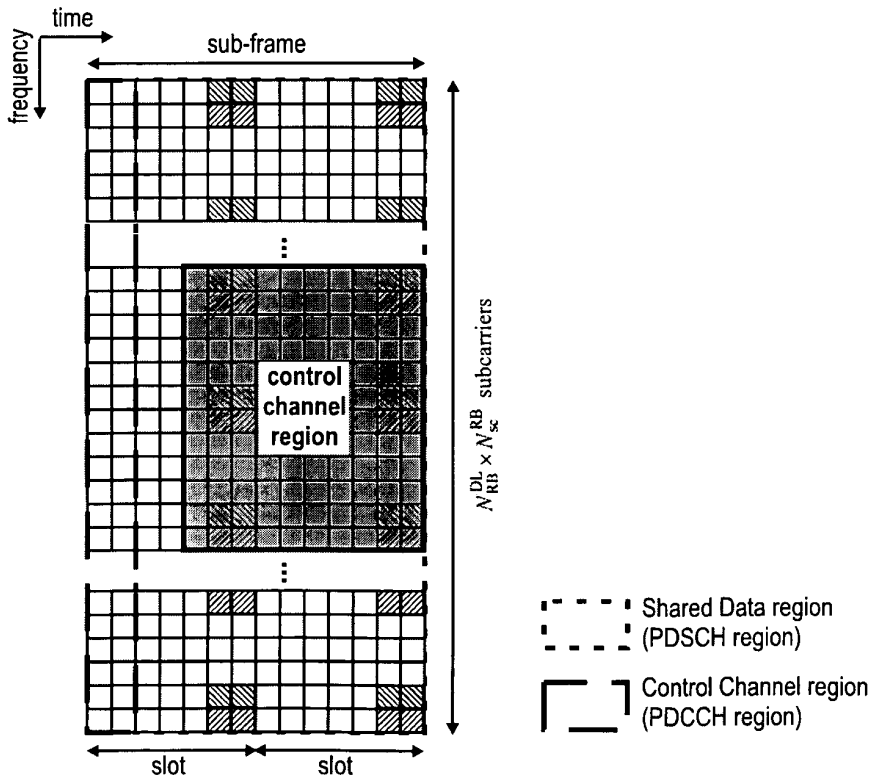 time
frequency
sub-frame
control
channel
region
N_RB^DL × N_sc^RB subcarriers
slot
slot
Shared Data region
(PDSCH region)
Control Channel region
(PDCCH region)